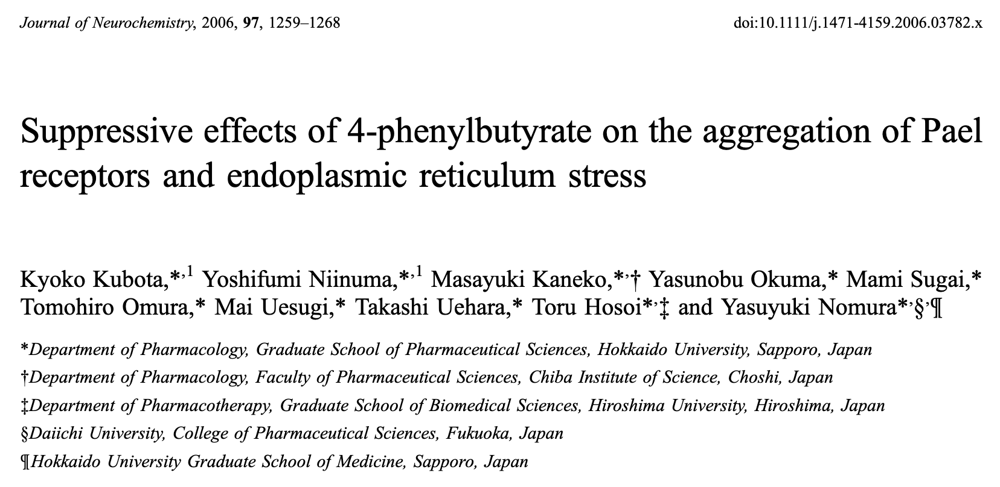 Journal of Neurochemistry, 2006, 97, 1259–1268
doi:10.1111/j.1471-4159.2006.03782.x
Suppressive effects of 4-phenylbutyrate on the aggregation of Pael
receptors and endoplasmic reticulum stress
Kyoko Kubota,*,1 Yoshifumi Niinuma,*,1 Masayuki Kaneko,*,† Yasunobu Okuma,* Mami Sugai,*
Tomohiro Omura,* Mai Uesugi,* Takashi Uehara,* Toru Hosoi*,‡ and Yasuyuki Nomura*,§,¶
*Department of Pharmacology, Graduate School of Pharmaceutical Sciences, Hokkaido University, Sapporo, Japan
†Department of Pharmacology, Faculty of Pharmaceutical Sciences, Chiba Institute of Science, Choshi, Japan
‡Department of Pharmacotherapy, Graduate School of Biomedical Sciences, Hiroshima University, Hiroshima, Japan
§Daiichi University, College of Pharmaceutical Sciences, Fukuoka, Japan
¶Hokkaido University Graduate School of Medicine, Sapporo, Japan